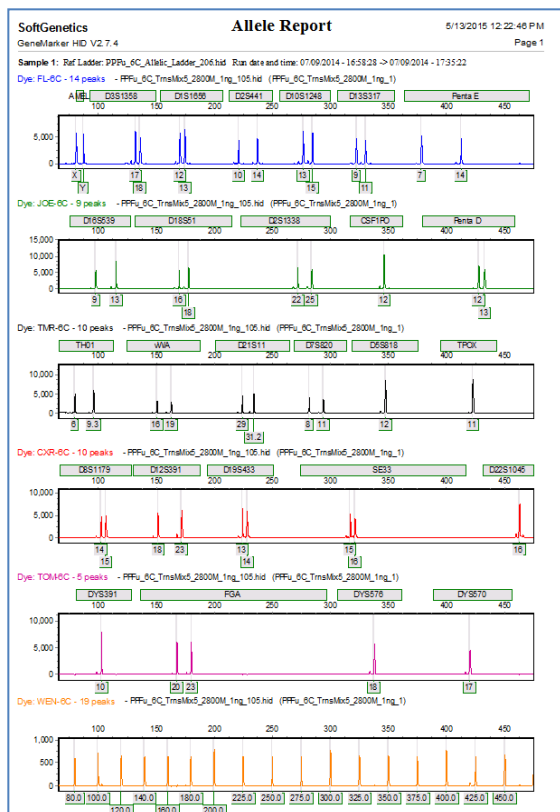 SoftGenetics Allele Report 5/13/2015 12:22:46 PM
GeneMarker HID V2.7.4 Page 1
Sample 1: Ref Ladder: PPFu_6C_Allelic_Ladder_206.hid Run date and time: 07/09/2014 - 16:58:28 -> 07/09/2014 - 17:35:22
Dye: FL-6C - 14 peaks - PPFu_6C_TrnsMix5_2800M_1ng_105.hid (PPFu_6C_TrnsMix5_2800M_1ng_1)
AMEL D3S1358 D1S1656 D2S441 D10S1248 D13S317 Penta E
100 150 200 250 300 350 400 450
5,000
0
X 17 12 10 14 13 9 7 14
Y 18 13 15 11
Dye: JOE-6C - 9 peaks - PPFu_6C_TrnsMix5_2800M_1ng_105.hid (PPFu_6C_TrnsMix5_2800M_1ng_1)
D16S539 D18S51 D2S1338 CSF1PO Penta D
100 150 200 250 300 350 400 450
15,000
10,000
5,000
0
9 13 16 22 25 12 12
18 13
Dye: TMR-6C - 10 peaks - PPFu_6C_TrnsMix5_2800M_1ng_105.hid (PPFu_6C_TrnsMix5_2800M_1ng_1)
TH01 vWA D21S11 D7S820 D5S818 TPOX
100 150 200 250 300 350 400 450
10,000
5,000
0
6 9.3 16 19 29 8 11 12 11
31.2
Dye: CXR-6C - 10 peaks - PPFu_6C_TrnsMix5_2800M_1ng_105.hid (PPFu_6C_TrnsMix5_2800M_1ng_1)
D8S1179 D12S391 D19S433 SE33 D22S1045
100 150 200 250 300 350 400 450
10,000
5,000
0
14 18 23 13 15 16
15 14 16
Dye: TOM-6C - 5 peaks - PPFu_6C_TrnsMix5_2800M_1ng_105.hid (PPFu_6C_TrnsMix5_2800M_1ng_1)
DYS391 FGA DYS576 DYS570
100 150 200 250 300 350 400 450
10,000
5,000
0
10 20 23 18 17
Dye: WEN-6C - 19 peaks - PPFu_6C_TrnsMix5_2800M_1ng_105.hid (PPFu_6C_TrnsMix5_2800M_1ng_1)
100 150 200 250 300 350 400 450
1,000
500
0
80.0 100.0 140.0 180.0 225.0 250.0 275.0 300.0 325.0 350.0 375.0 400.0 425.0 450.0
120.0 160.0 200.0